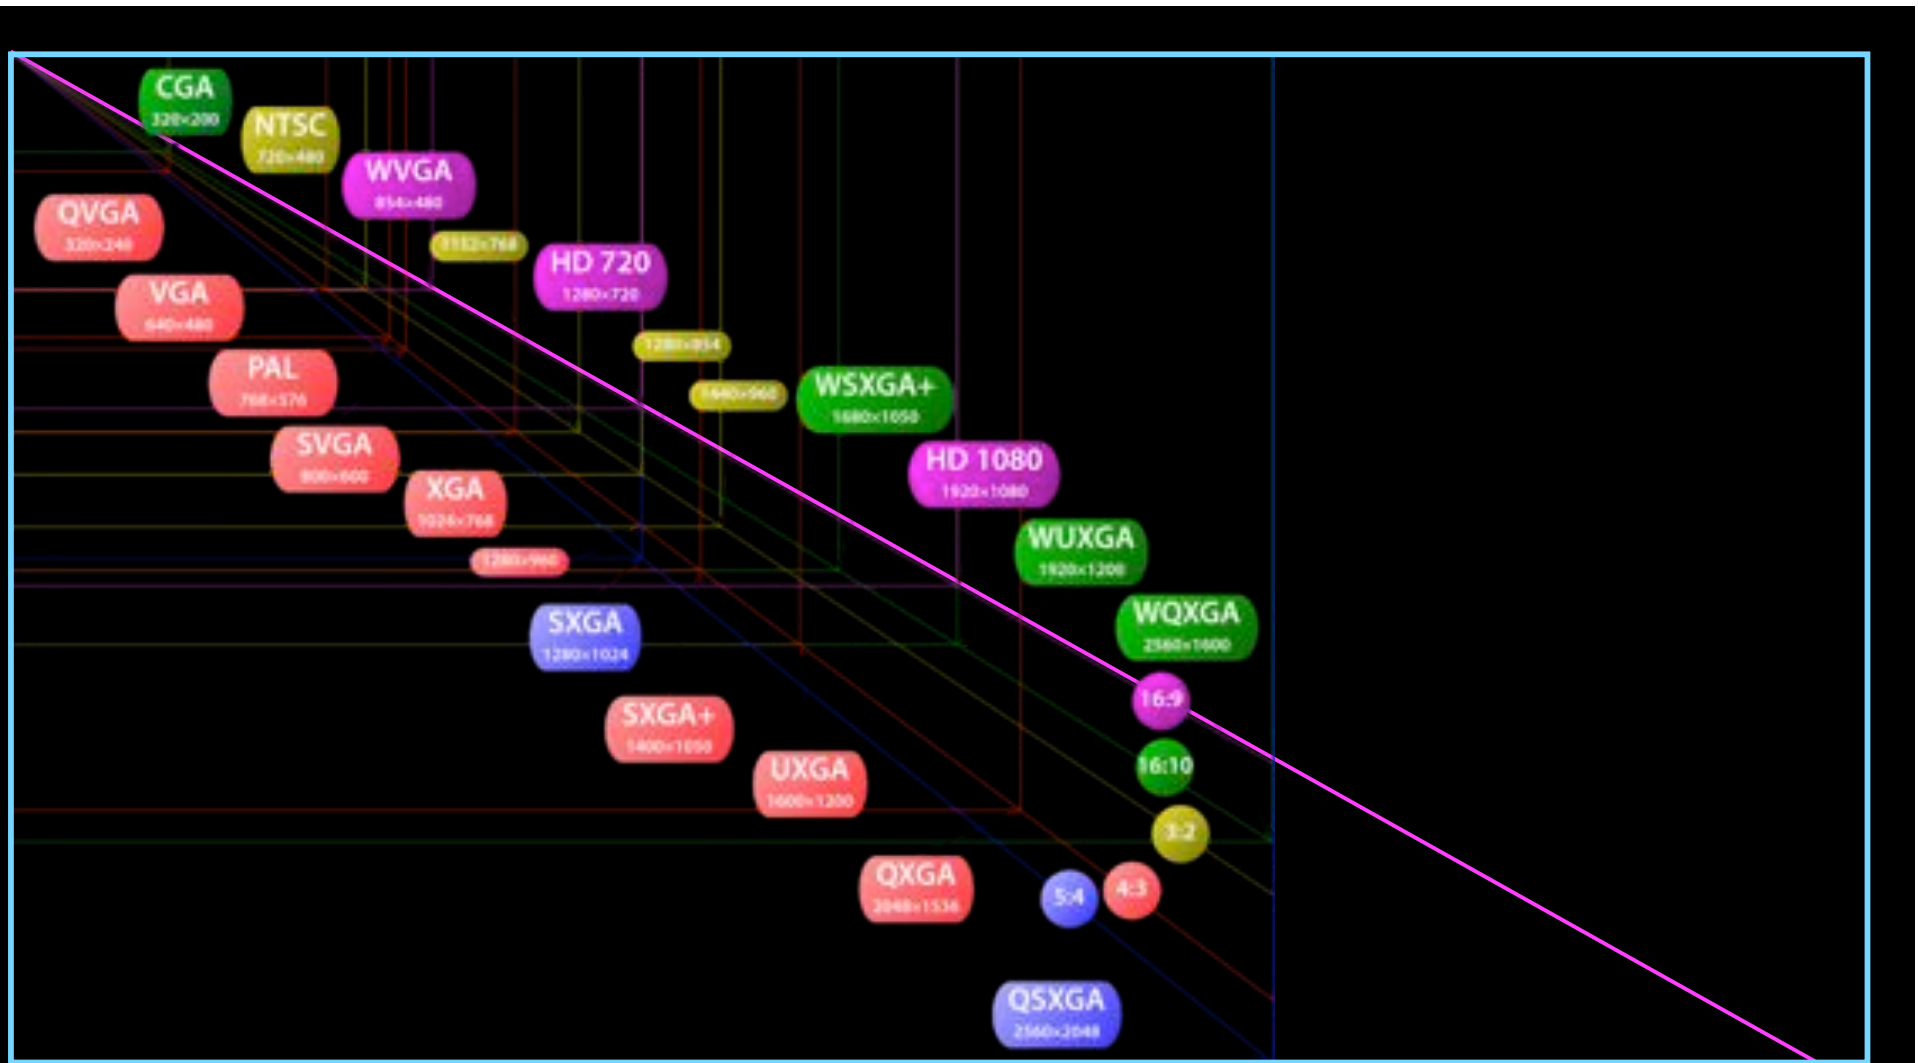 CGA
320×200
NTSC
720×480
WVGA
854×480
QVGA
320×240
1152×768
HD 720
1280×720
VGA
640×480
1280×854
PAL
768×576
WSXGA+
1680×1050
1440×960
SVGA
800×600
HD 1080
1920×1080
XGA
1024×768
WUXGA
1920×1200
1280×960
SXGA
1280×1024
WQXGA
2560×1600
16:9
SXGA+
1400×1050
16:10
UXGA
1600×1200
3:2
QXGA
2048×1536
5:4
4:3
QSXGA
2560×2048